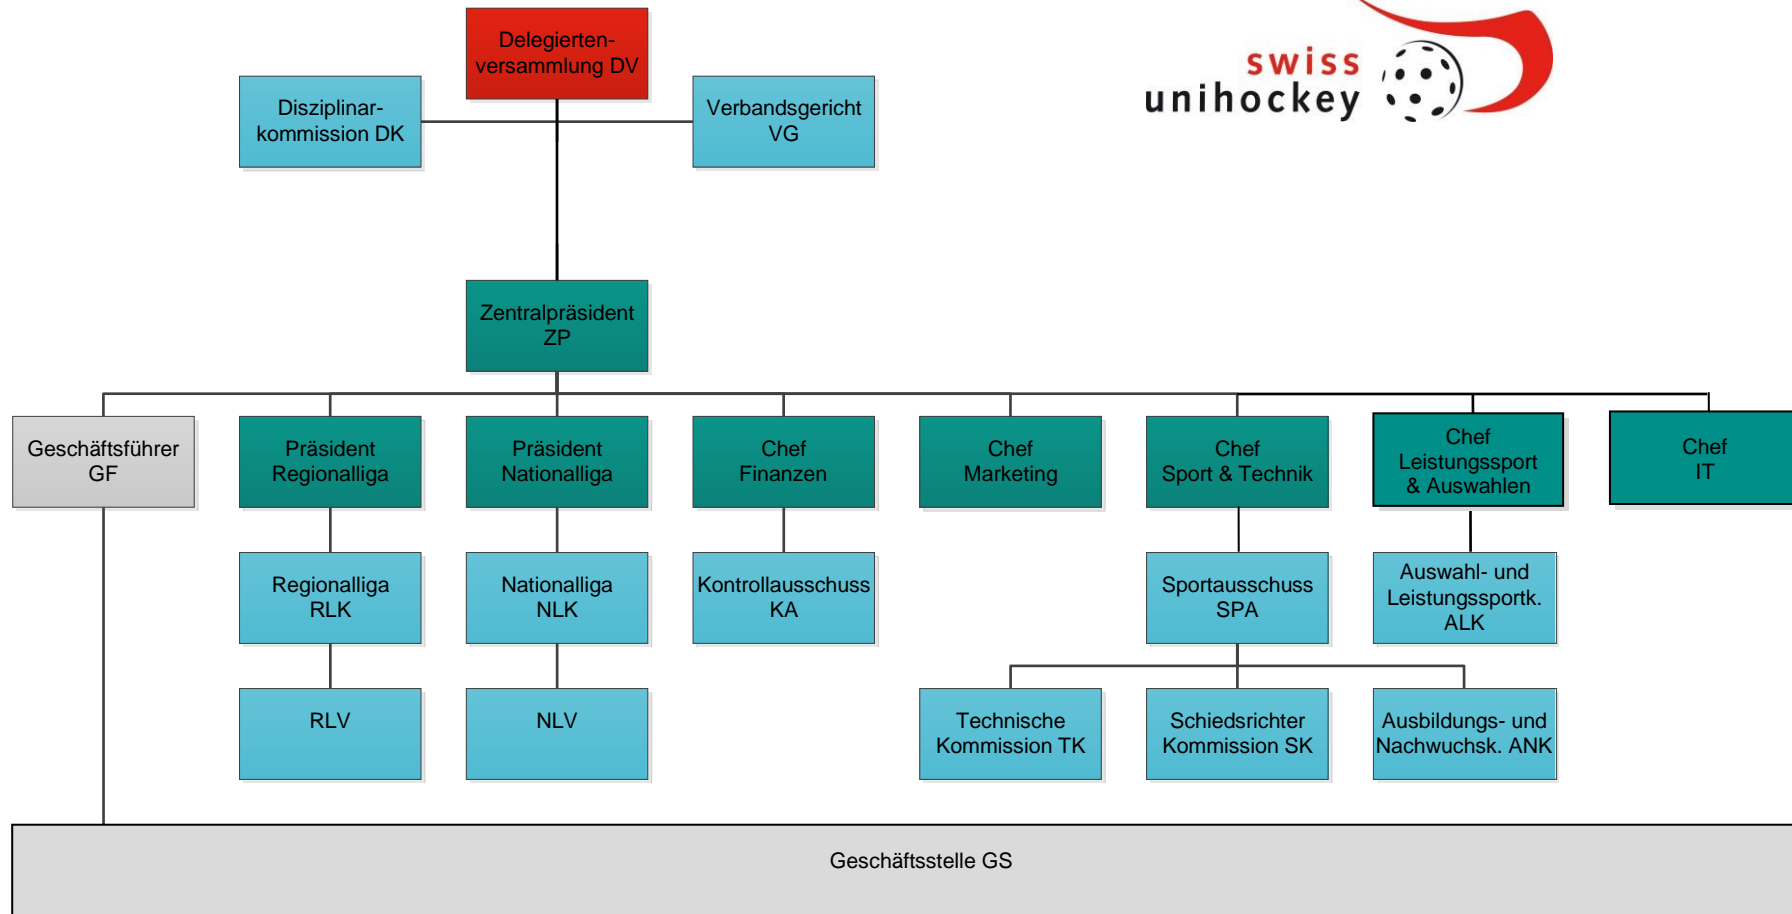 Delegierten-
versammlung DV
swiss
unihockey
Disziplinar-
kommission DK
Verbandsgericht
VG
Zentralpräsident
ZP
Geschäftsführer
GF
Präsident
Regionalliga
Präsident
Nationalliga
Chef
Finanzen
Chef
Marketing
Chef
Sport & Technik
Chef
Leistungssport
& Auswahlen
Chef
IT
Regionalliga
RLK
Nationalliga
NLK
Kontrollausschuss
KA
Sportausschuss
SPA
Auswahl- und
Leistungssportk.
ALK
RLV
NLV
Technische
Kommission TK
Schiedsrichter
Kommission SK
Ausbildungs- und
Nachwuchsk. ANK
Geschäftsstelle GS